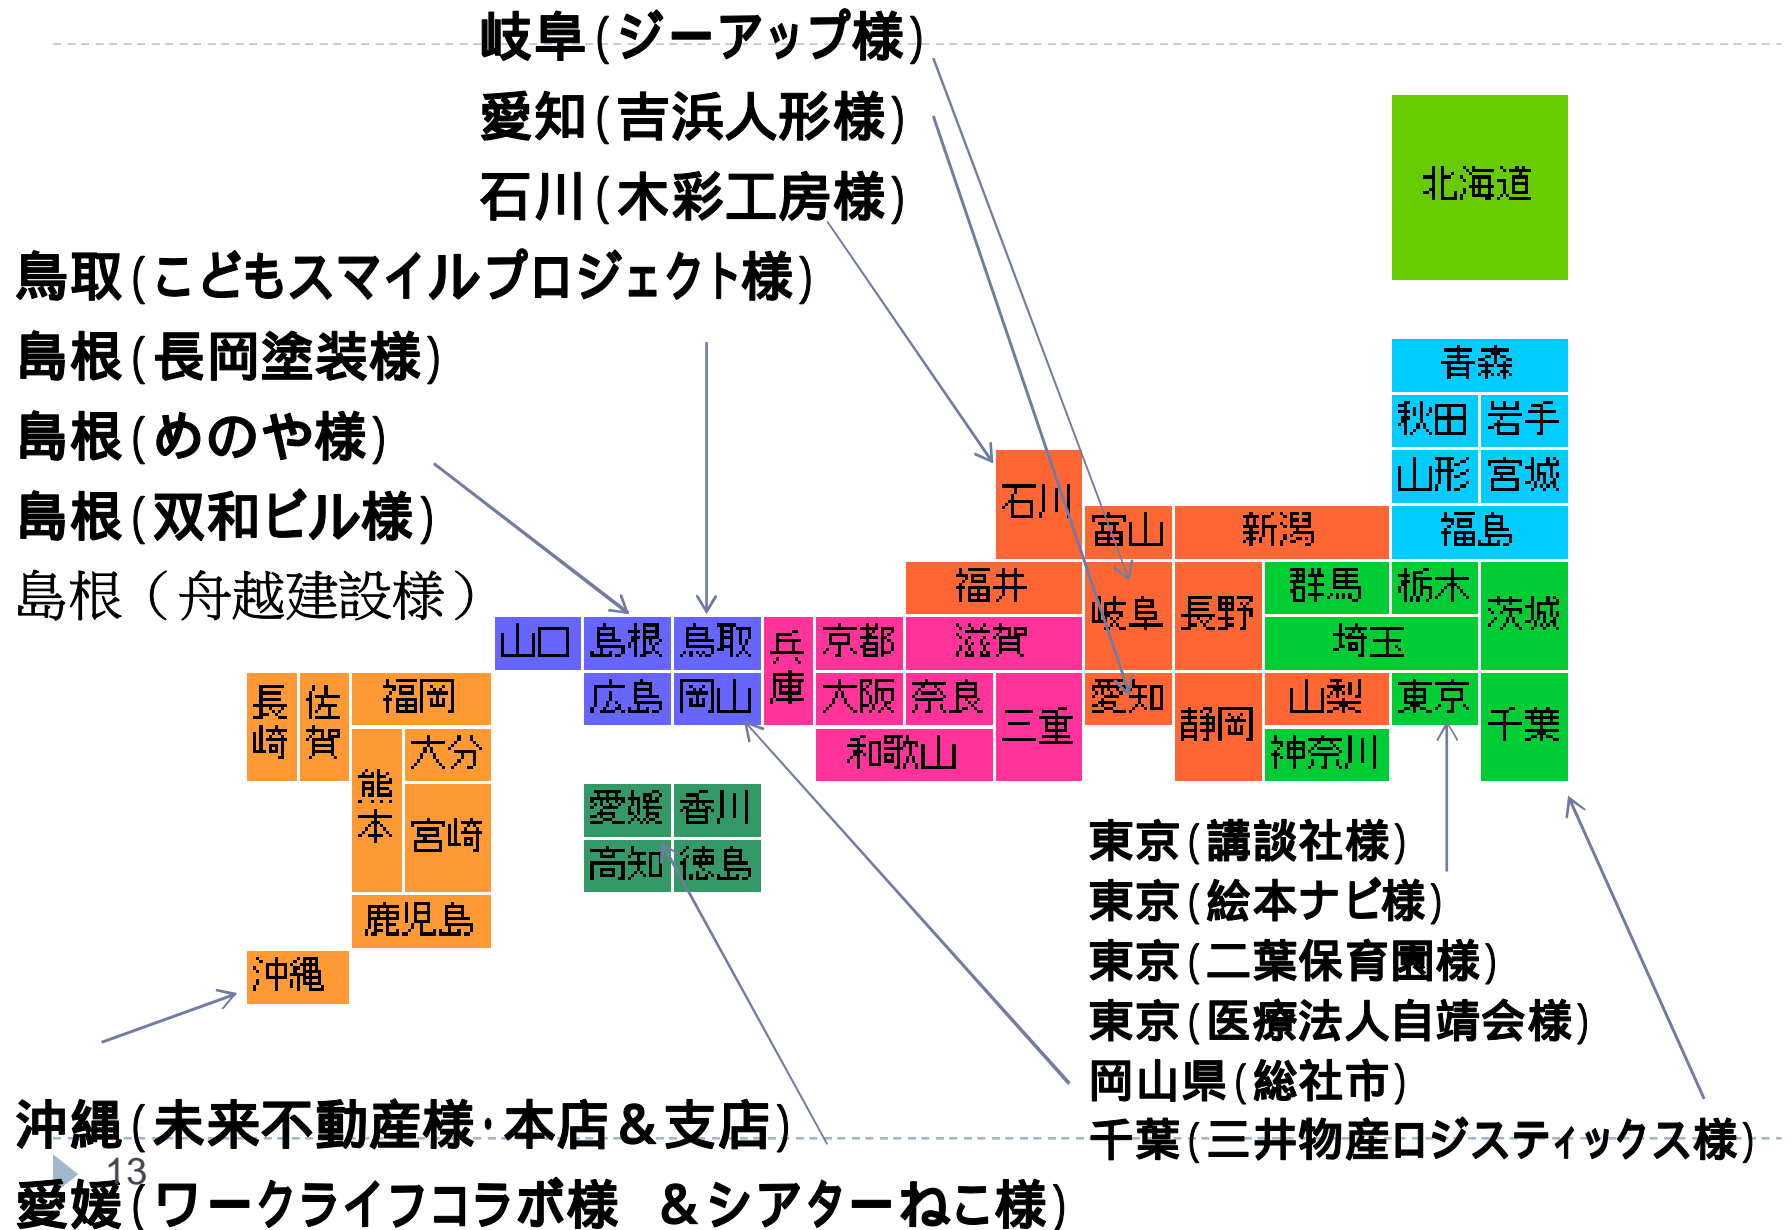 岐阜(ジーアップ様)
愛知(吉浜人形様)
石川(木彩工房様)
鳥取(こどもスマイルプロジェクト様)
島根(長岡塗装様)
島根(めのや様)
島根(双和ビル様)
島根（舟越建設様）
北海道
青森
秋田 岩手
山形 宮城
石川
富山 新潟 福島
福井 岐阜 長野 群馬 栃木 茨城
山口 島根 鳥取 兵庫 京都 滋賀 埼玉
長崎 佐賀 福岡 広島 岡山 大阪 奈良 三重 愛知 静岡 山梨 東京 千葉
熊本 大分 和歌山 神奈川
宮崎 愛媛 香川
高知 徳島
鹿児島
沖縄
東京(講談社様)
東京(絵本ナビ様)
東京(二葉保育園様)
東京(医療法人自靖会様)
岡山県(総社市)
千葉(三井物産ロジスティックス様)
沖縄(未来不動産様･本店＆支店)
13
愛媛(ワークライフコラボ様　＆シアターねこ様)